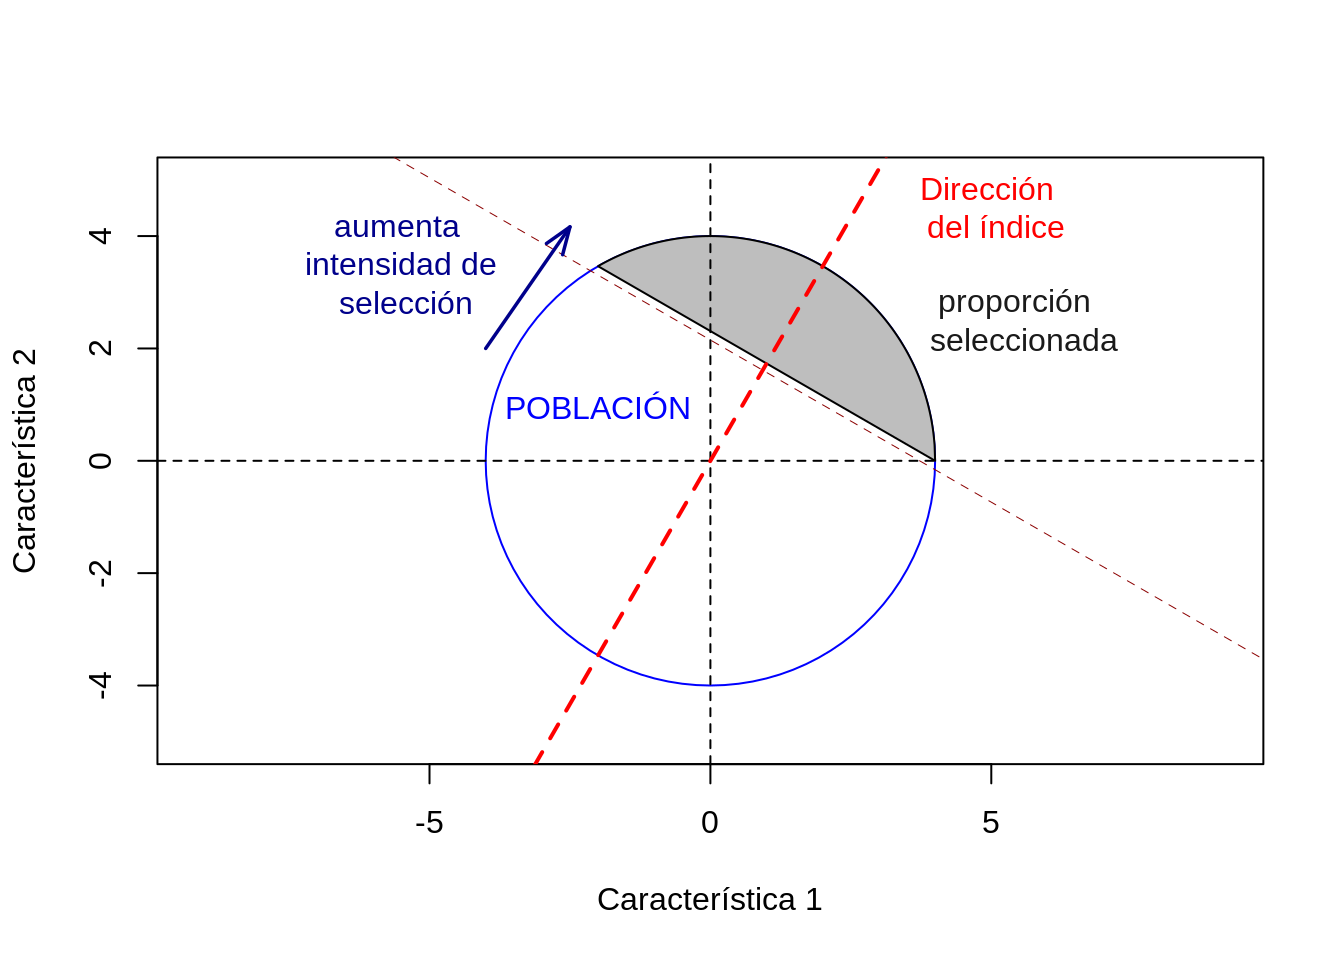 Dirección
del índice
aumenta
intensidad de
selección
proporción
seleccionada
POBLACIÓN
Característica 2
4
2
0
-2
-4
-5
0
5
Característica 1